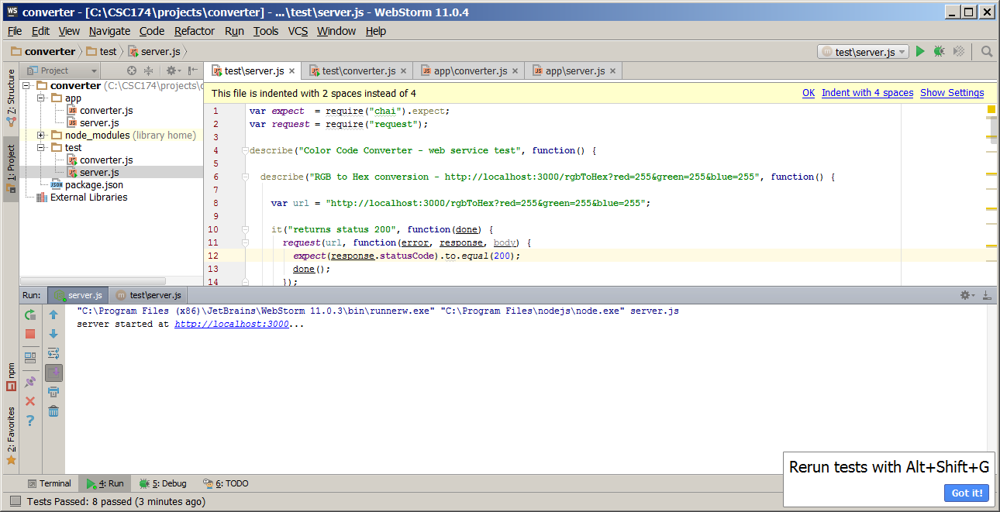 WS converter - [C:\CSC174\projects\converter] - ...\test\server.js - WebStorm 11.0.4
File Edit View Navigate Code Refactor Run Tools VCS Window Help
converter test server.js test\server.js
Project test\server.js test\converter.js app\converter.js app\server.js
7: Structure
1: Project
npm
2: Favorites
converter (C:\CSC174\projects\c
app
converter.js
server.js
node_modules (library home)
test
converter.js
server.js
package.json
External Libraries
This file is indented with 2 spaces instead of 4 OK Indent with 4 spaces Show Settings
1 var expect  = require("chai").expect;
2 var request = require("request");
3
4 describe("Color Code Converter - web service test", function() {
5
6   describe("RGB to Hex conversion - http://localhost:3000/rgbToHex?red=255&green=255&blue=255", function() {
7
8     var url = "http://localhost:3000/rgbToHex?red=255&green=255&blue=255";
9
10     it("returns status 200", function(done) {
11       request(url, function(error, response, body) {
12         expect(response.statusCode).to.equal(200);
13         done();
14       });
Run: server.js test\server.js
"C:\Program Files (x86)\JetBrains\WebStorm 11.0.3\bin\runnerw.exe" "C:\Program Files\nodejs\node.exe" server.js
server started at http://localhost:3000...
Rerun tests with Alt+Shift+G
Got it!
Terminal 4: Run 5: Debug 6: TODO
Tests Passed: 8 passed (3 minutes ago)